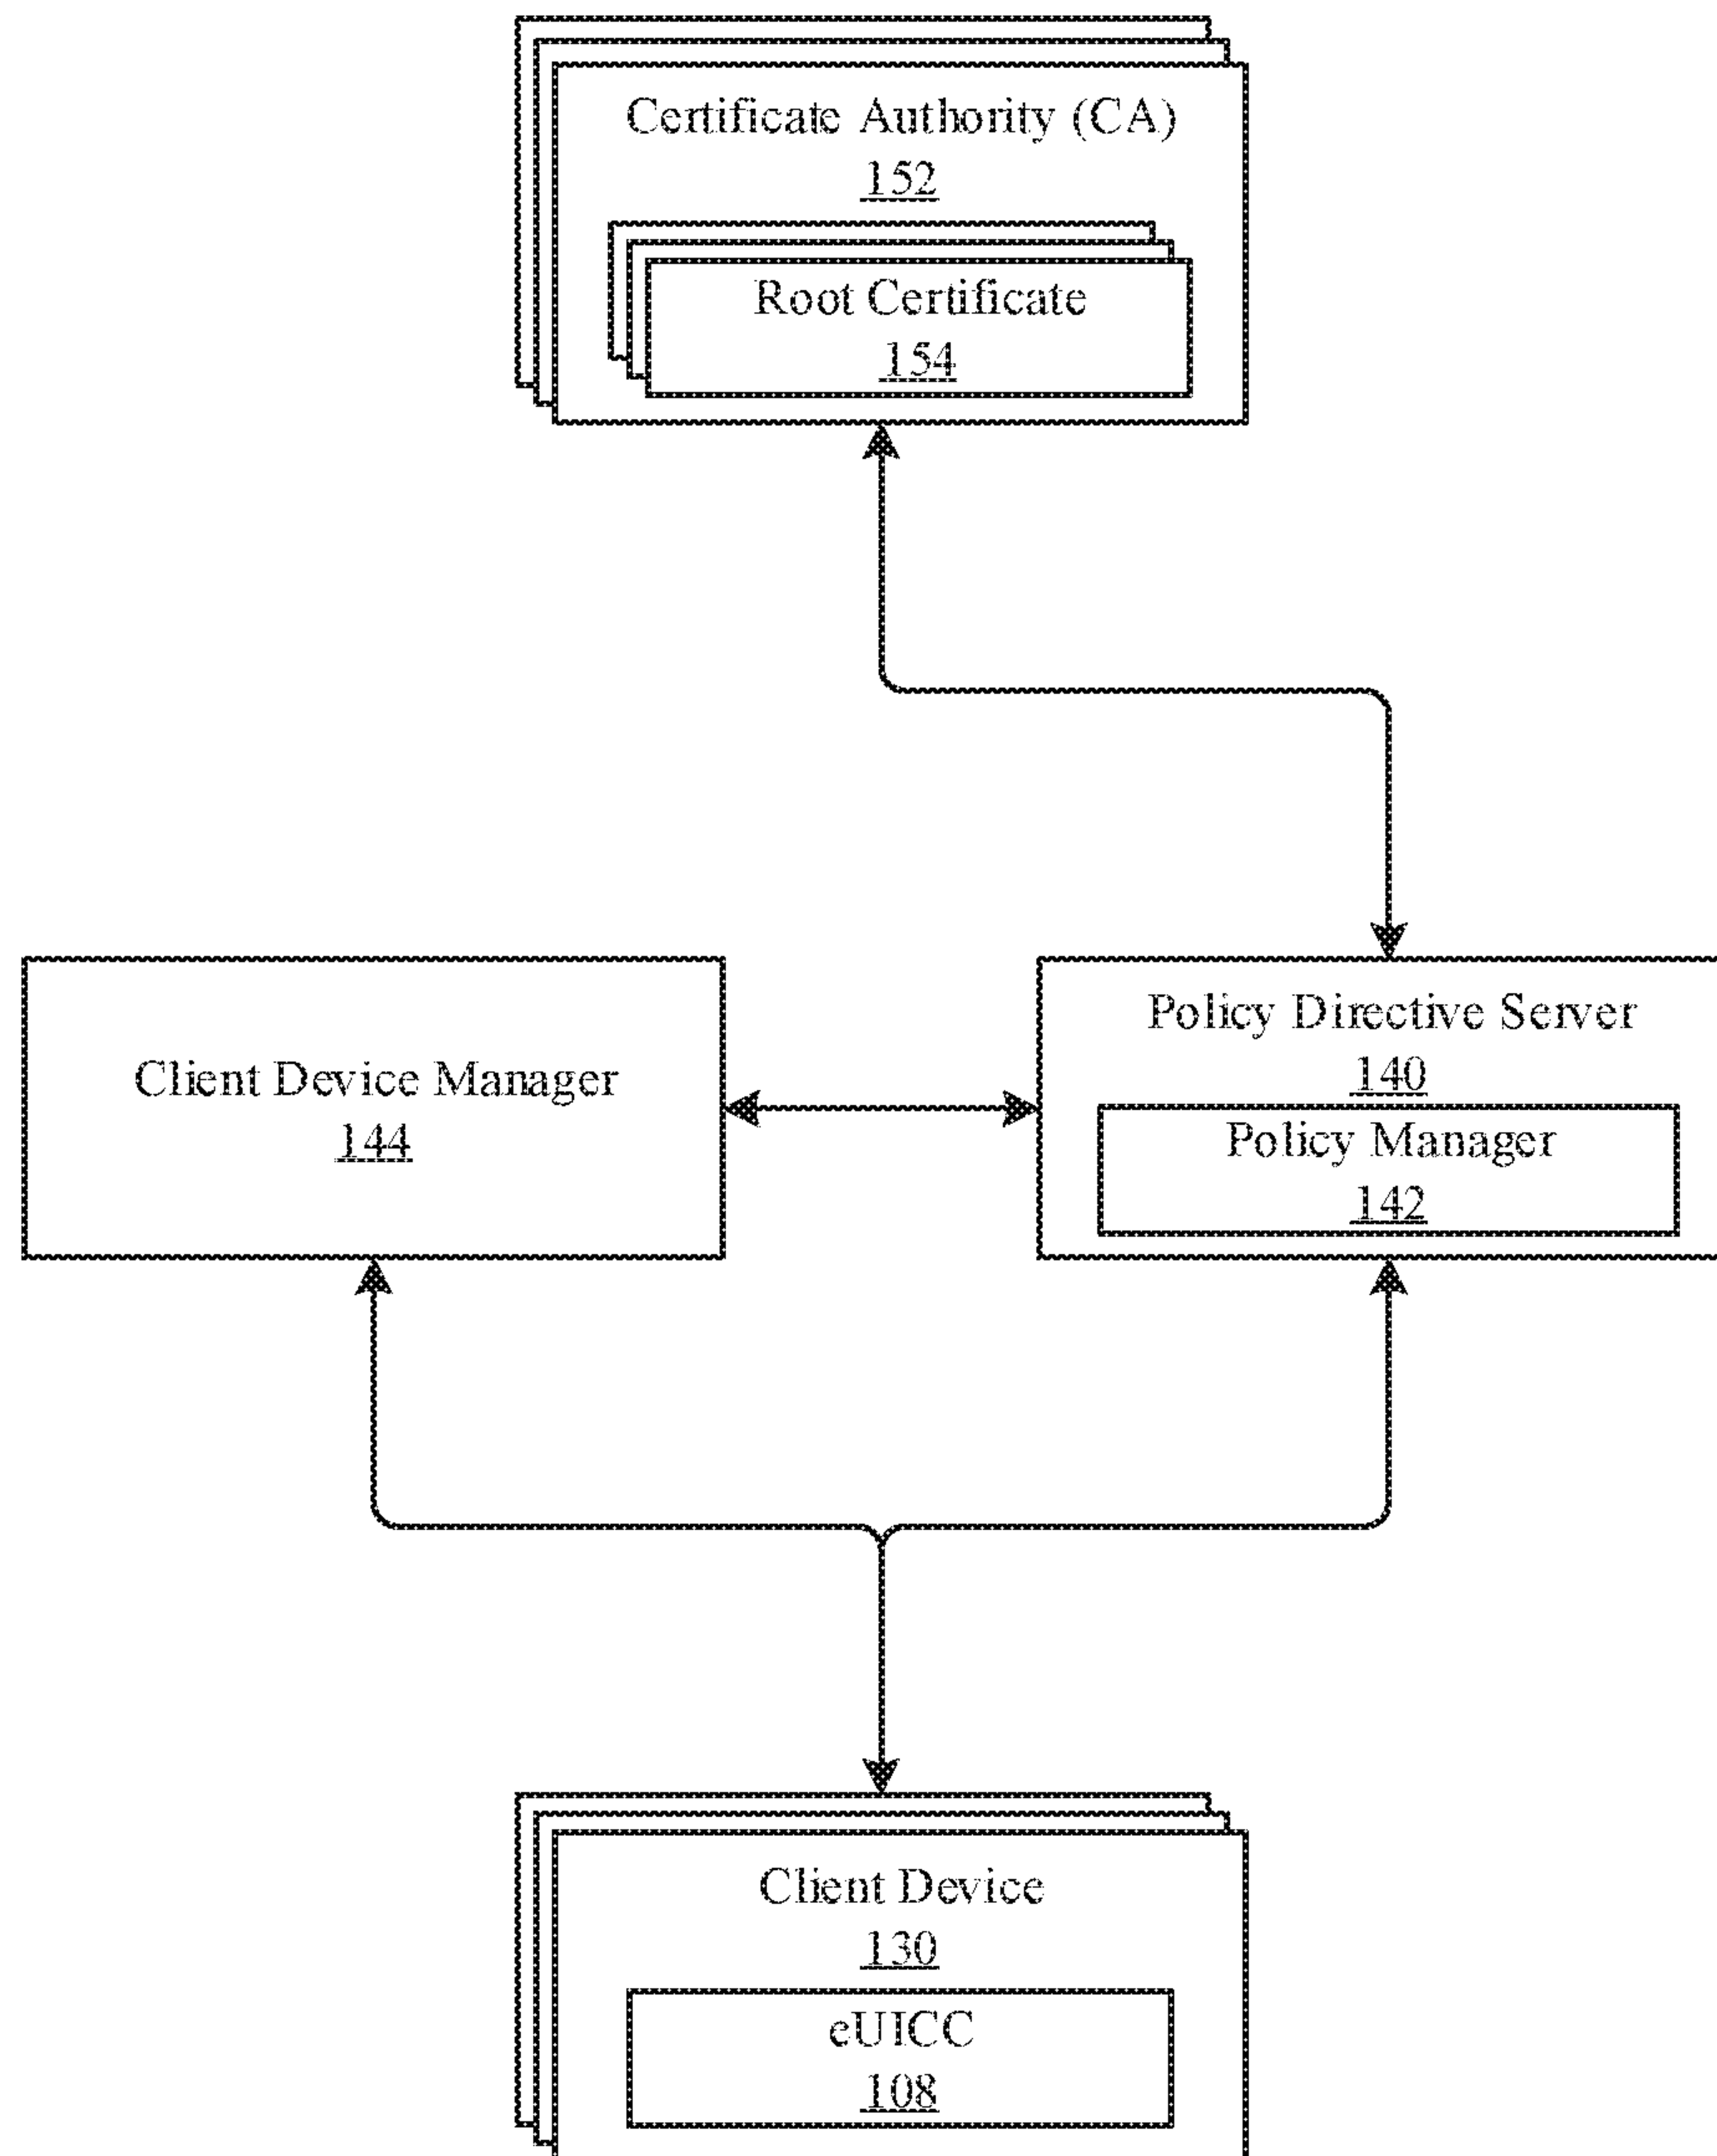 Certificate Authority (CA)
152
Root Certificate
154
Client Device Manager
144
Policy Directive Server
140
Policy Manager
142
Client Device
130
eUICC
108